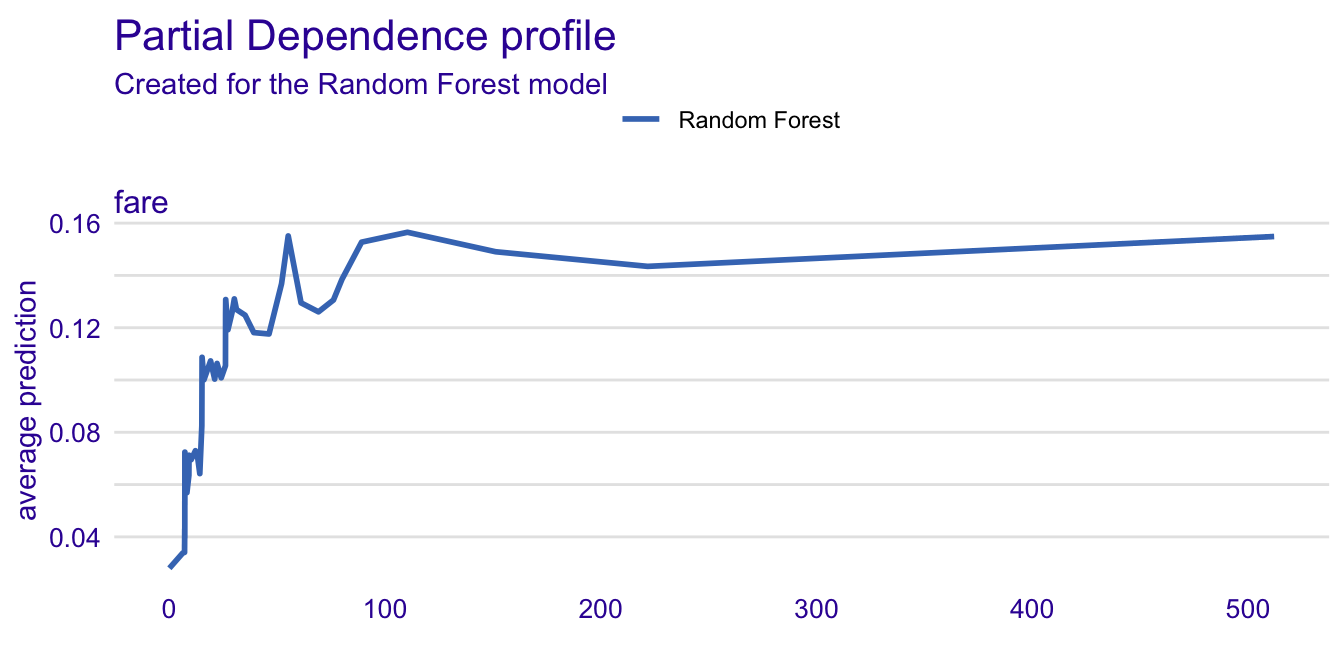 Partial Dependence profile
Created for the Random Forest model
Random Forest
fare
average prediction
0.16
0.12
0.08
0.04
0 100 200 300 400 500